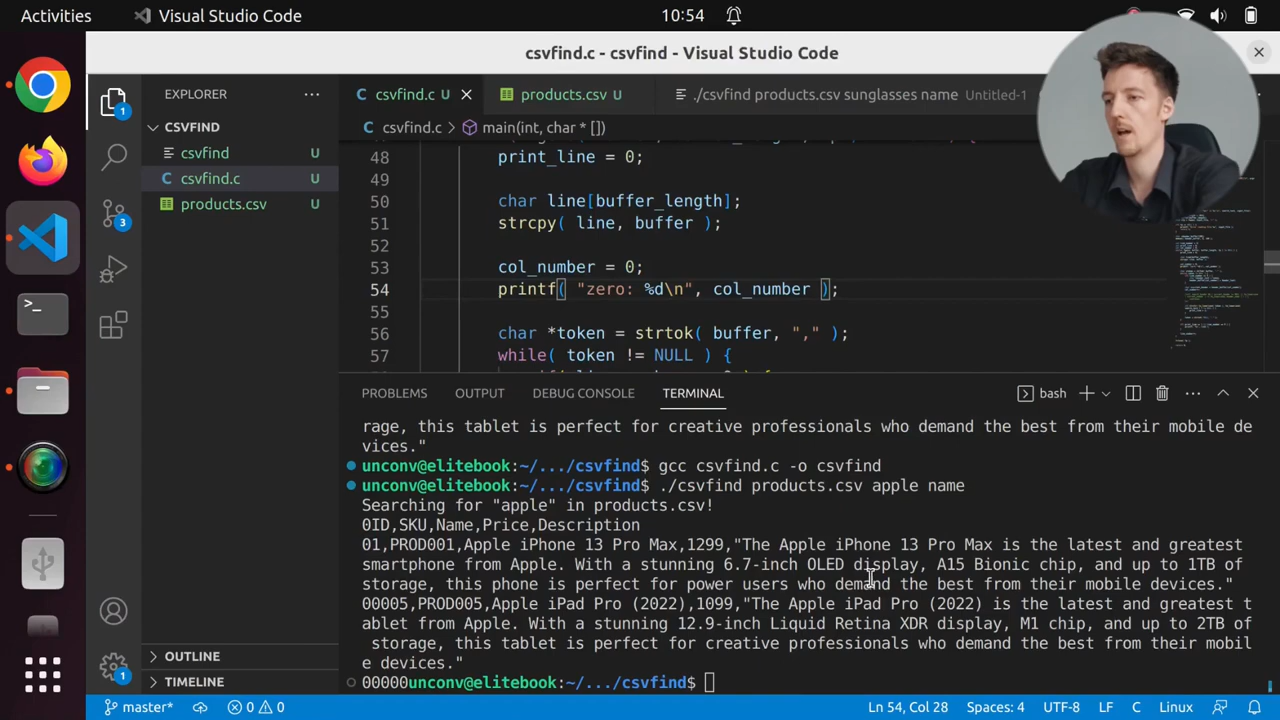 Activities
Visual Studio Code
10:54
csvfind.c - csvfind - Visual Studio Code
EXPLORER
csvfind.c U
products.csv U
./csvfind products.csv sunglasses name Untitled-1
CSVFIND
csvfind.c > main(int, char * [])
csvfind U
csvfind.c U
products.csv U
48 print_line = 0;
49
50 char line[buffer_length];
51 strcpy( line, buffer );
52
53 col_number = 0;
54 printf( "zero: %d\n", col_number );
55
56 char *token = strtok( buffer, "," );
57 while( token != NULL ) {
PROBLEMS OUTPUT DEBUG CONSOLE TERMINAL
bash
rage, this tablet is perfect for creative professionals who demand the best from their mobile de
vices."
unconv@elitebook:~/.../csvfind$ gcc csvfind.c -o csvfind
unconv@elitebook:~/.../csvfind$ ./csvfind products.csv apple name
Searching for "apple" in products.csv!
0ID,SKU,Name,Price,Description
01,PROD001,Apple iPhone 13 Pro Max,1299,"The Apple iPhone 13 Pro Max is the latest and greatest
smartphone from Apple. With a stunning 6.7-inch OLED display, A15 Bionic chip, and up to 1TB of
storage, this phone is perfect for power users who demand the best from their mobile devices."
00005,PROD005,Apple iPad Pro (2022),1099,"The Apple iPad Pro (2022) is the latest and greatest t
ablet from Apple. With a stunning 12.9-inch Liquid Retina XDR display, M1 chip, and up to 2TB of
storage, this tablet is perfect for creative professionals who demand the best from their mobil
e devices."
00000unconv@elitebook:~/.../csvfind$
OUTLINE
TIMELINE
1
3
1
master*
0 0
Ln 54, Col 28
Spaces: 4
UTF-8
LF
C
Linux